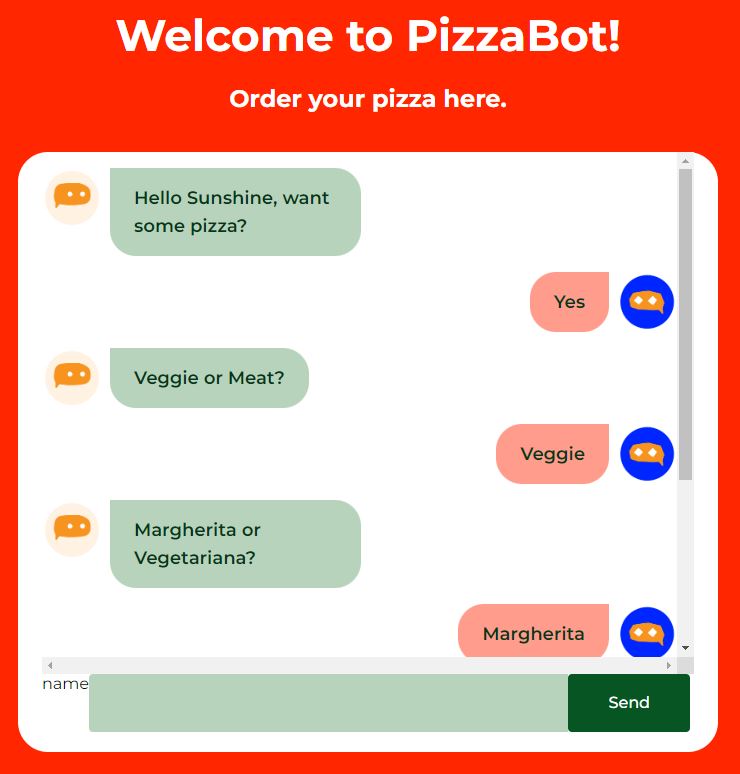 Welcome to PizzaBot!
Order your pizza here.
Hello Sunshine, want
some pizza?
Yes
Veggie or Meat?
Veggie
Margherita or
Vegetariana?
Margherita
name
Send